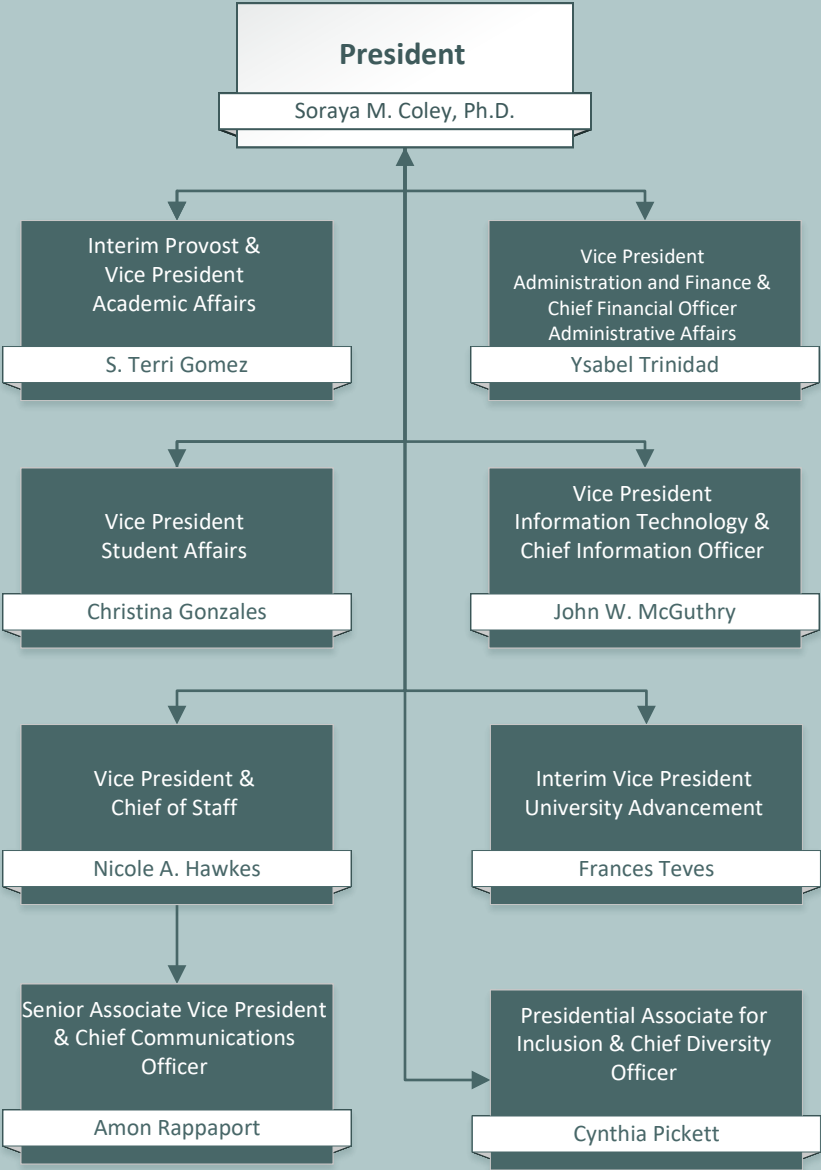 President
Soraya M. Coley, Ph.D.
Interim Provost &
Vice President
Academic Affairs
S. Terri Gomez
Vice President
Administration and Finance &
Chief Financial Officer
Administrative Affairs
Ysabel Trinidad
Vice President
Student Affairs
Christina Gonzales
Vice President
Information Technology &
Chief Information Officer
John W. McGuthry
Vice President &
Chief of Staff
Nicole A. Hawkes
Interim Vice President
University Advancement
Frances Teves
Senior Associate Vice President
& Chief Communications
Officer
Amon Rappaport
Presidential Associate for
Inclusion & Chief Diversity
Officer
Cynthia Pickett